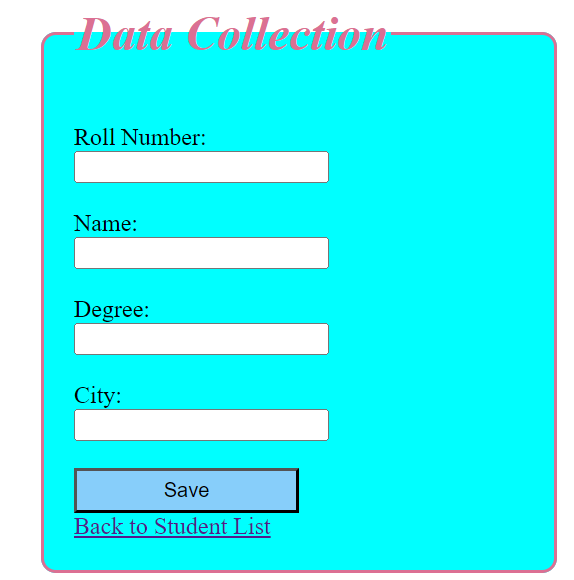 Data Collection
Roll Number:
Name:
Degree:
City:
Save
Back to Student List